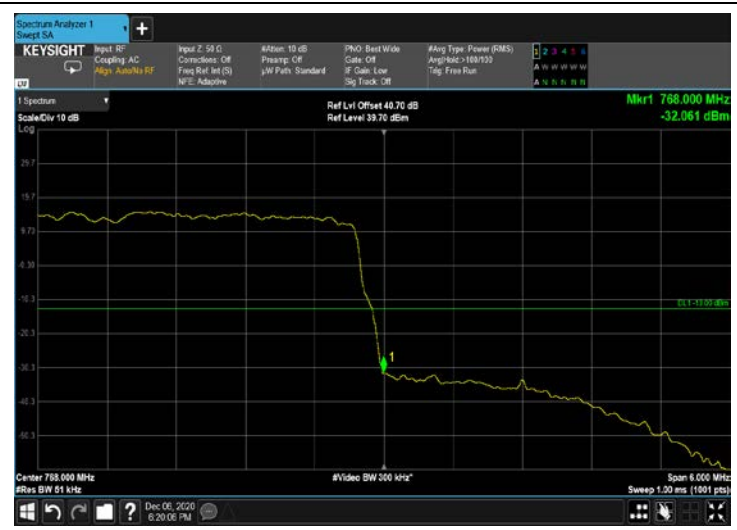 Spectrum Analyzer 1
Swept SA
KEYSIGHT
Input: RF
Coupling: AC
Align: Auto/No RF
Input Z: 50 Ω
Corrections: Off
Freq Ref: Int (S)
NFE: Adaptive
#Atten: 10 dB
Preamp: Off
µW Path: Standard
PNO: Best Wide
Gate: Off
IF Gain: Low
Sig Track: Off
#Avg Type: Power (RMS)
Avg|Hold:>100/100
Trig: Free Run
1 2 3 4 5 6
A W W W W W
A N N N N N
1 Spectrum
Scale/Div 10 dB
Log
Ref Lvl Offset 40.70 dB
Ref Level 39.70 dBm
Mkr1 768.000 MHz
-32.061 dBm
29.7
19.7
9.70
-0.30
-10.3
DL1 -13.00 dBm
-20.3
1
-30.3
-40.3
-50.3
Center 768.000 MHz
#Video BW 300 kHz*
Span 6.000 MHz
#Res BW 51 kHz
Sweep 1.00 ms (1001 pts)
Dec 06, 2020
6:20:06 PM